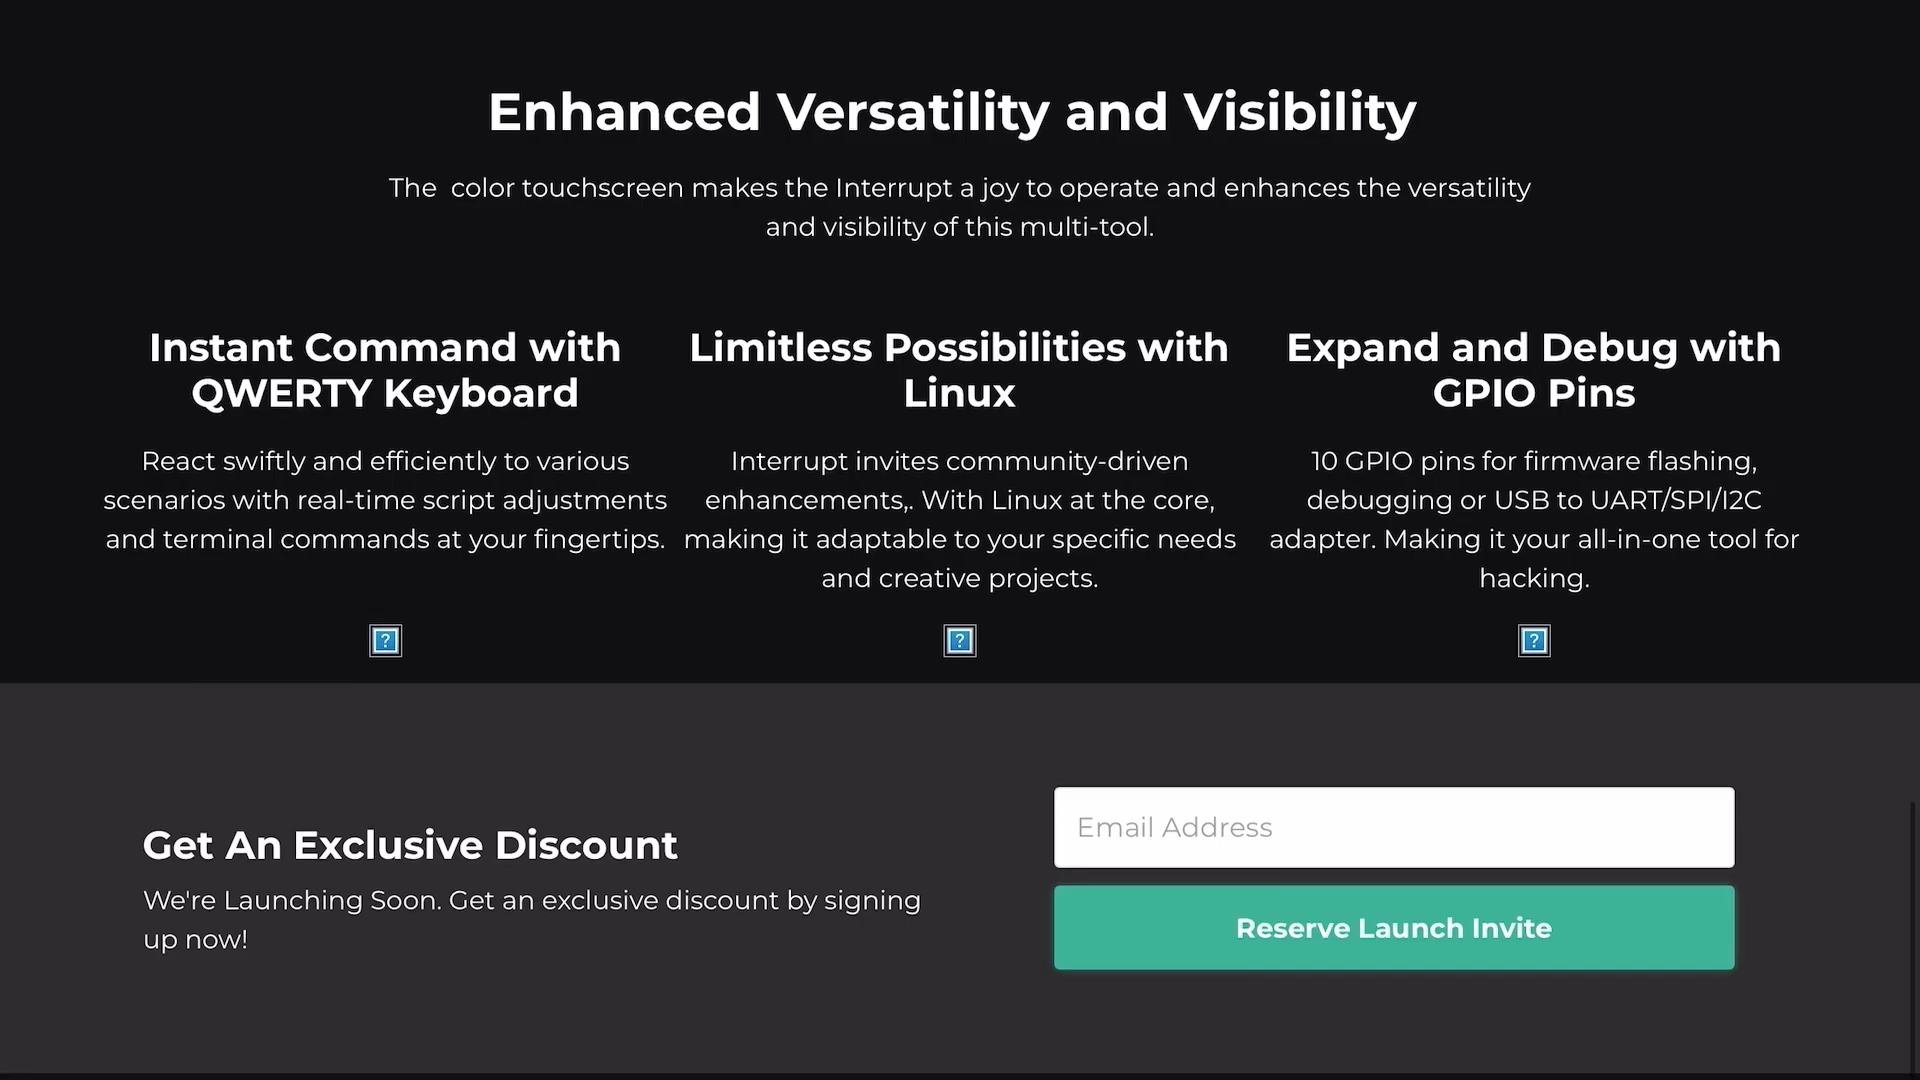 Enhanced Versatility and Visibility
The  color touchscreen makes the Interrupt a joy to operate and enhances the versatility
and visibility of this multi-tool.
Instant Command with
QWERTY Keyboard
React swiftly and efficiently to various
scenarios with real-time script adjustments
and terminal commands at your fingertips.
Limitless Possibilities with
Linux
Interrupt invites community-driven
enhancements,. With Linux at the core,
making it adaptable to your specific needs
and creative projects.
Expand and Debug with
GPIO Pins
10 GPIO pins for firmware flashing,
debugging or USB to UART/SPI/I2C
adapter. Making it your all-in-one tool for
hacking.
?
?
?
Get An Exclusive Discount
We're Launching Soon. Get an exclusive discount by signing
up now!
Email Address
Reserve Launch Invite